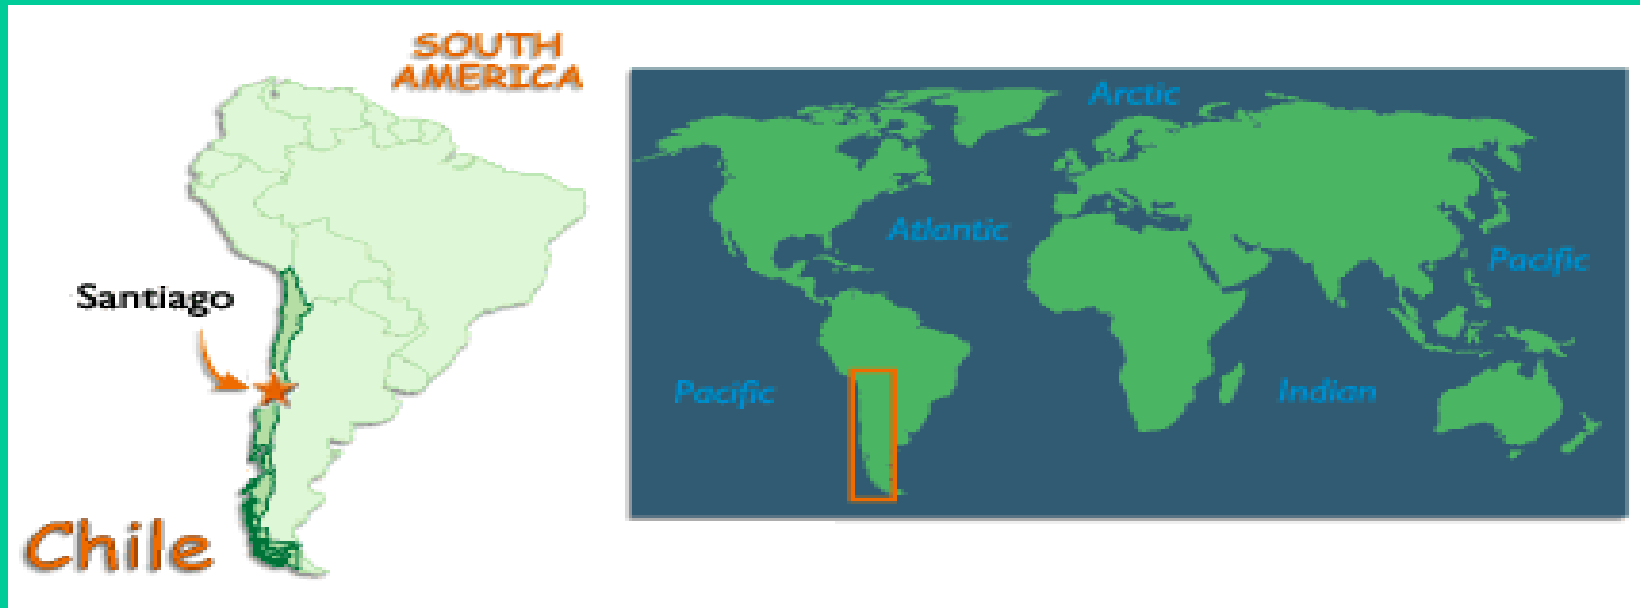 SOUTH
AMERICA
Santiago
Chile
Arctic
Atlantic
Pacific
Pacific
Indian